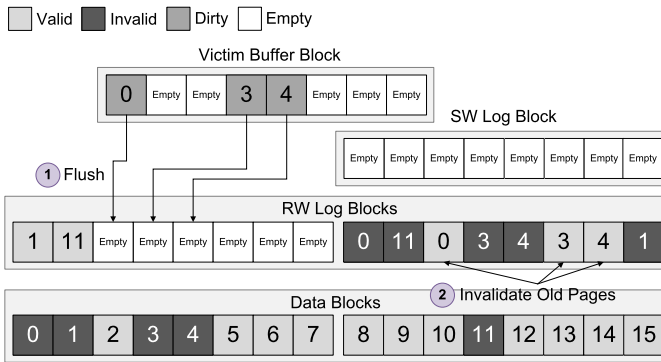 Valid Invalid Dirty Empty
Victim Buffer Block
0 Empty Empty 3 4 Empty Empty Empty
SW Log Block
Empty Empty Empty Empty Empty Empty Empty Empty
1 Flush
RW Log Blocks
1 11 Empty Empty Empty Empty Empty Empty 0 11 0 3 4 3 4 1
2 Invalidate Old Pages
Data Blocks
0 1 2 3 4 5 6 7 8 9 10 11 12 13 14 15